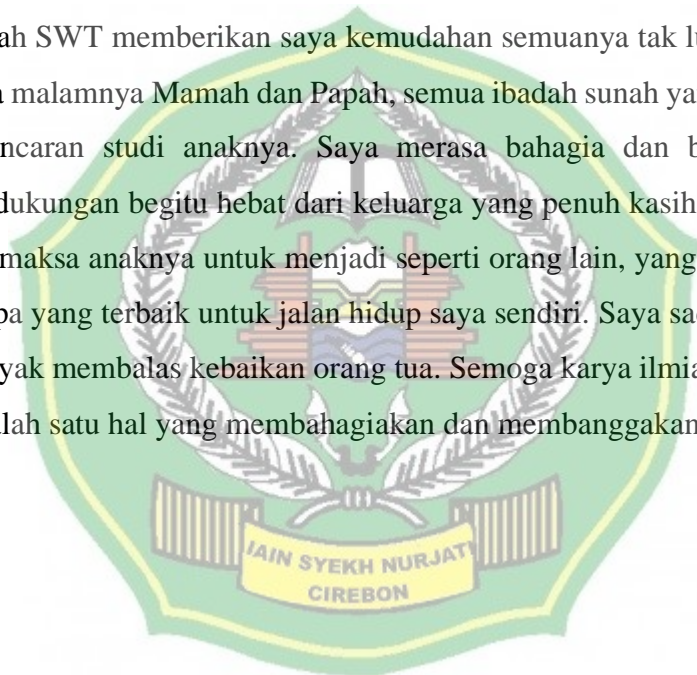 ah SWT memberikan saya kemudahan semuanya tak lu
malamnya Mamah dan Papah, semua ibadah sunah ya
ncaran studi anaknya. Saya merasa bahagia dan b
dukungan begitu hebat dari keluarga yang penuh kasih
maksa anaknya untuk menjadi seperti orang lain, yang
pa yang terbaik untuk jalan hidup saya sendiri. Saya sa
yak membalas kebaikan orang tua. Semoga karya ilmia
lah satu hal yang membahagiakan dan membanggakan
IAIN SYEKH NURJATI
CIREBON